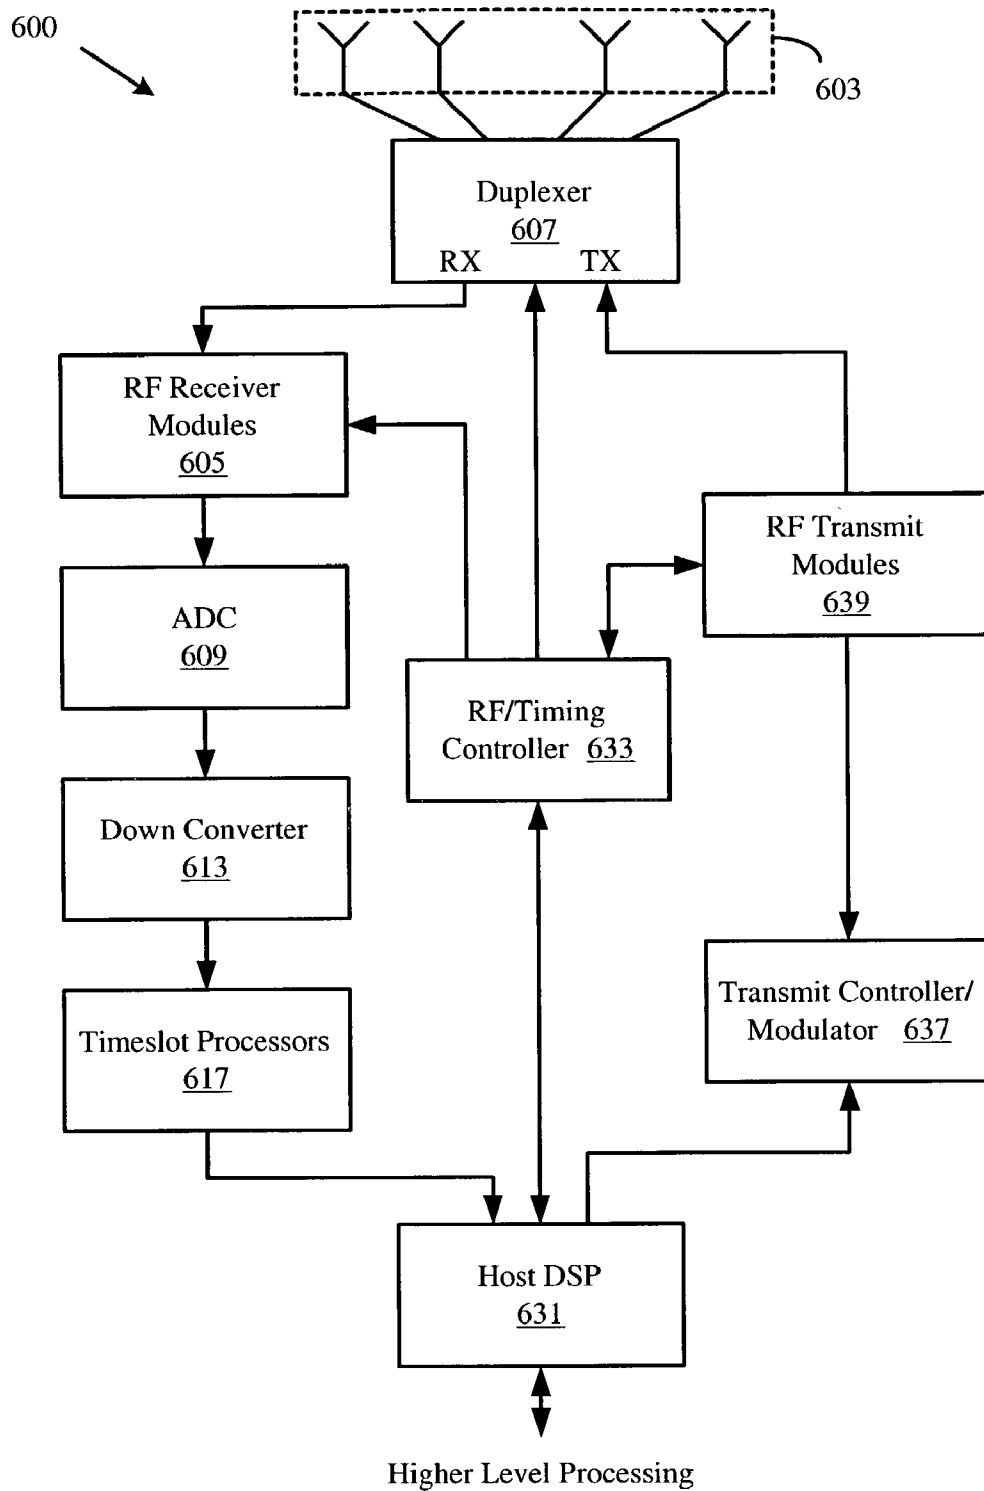 600
603
Duplexer
607
RX TX
RF Receiver
Modules
605
RF Transmit
Modules
639
ADC
609
RF/Timing
Controller 633
Down Converter
613
Transmit Controller/
Modulator 637
Timeslot Processors
617
Host DSP
631
Higher Level Processing